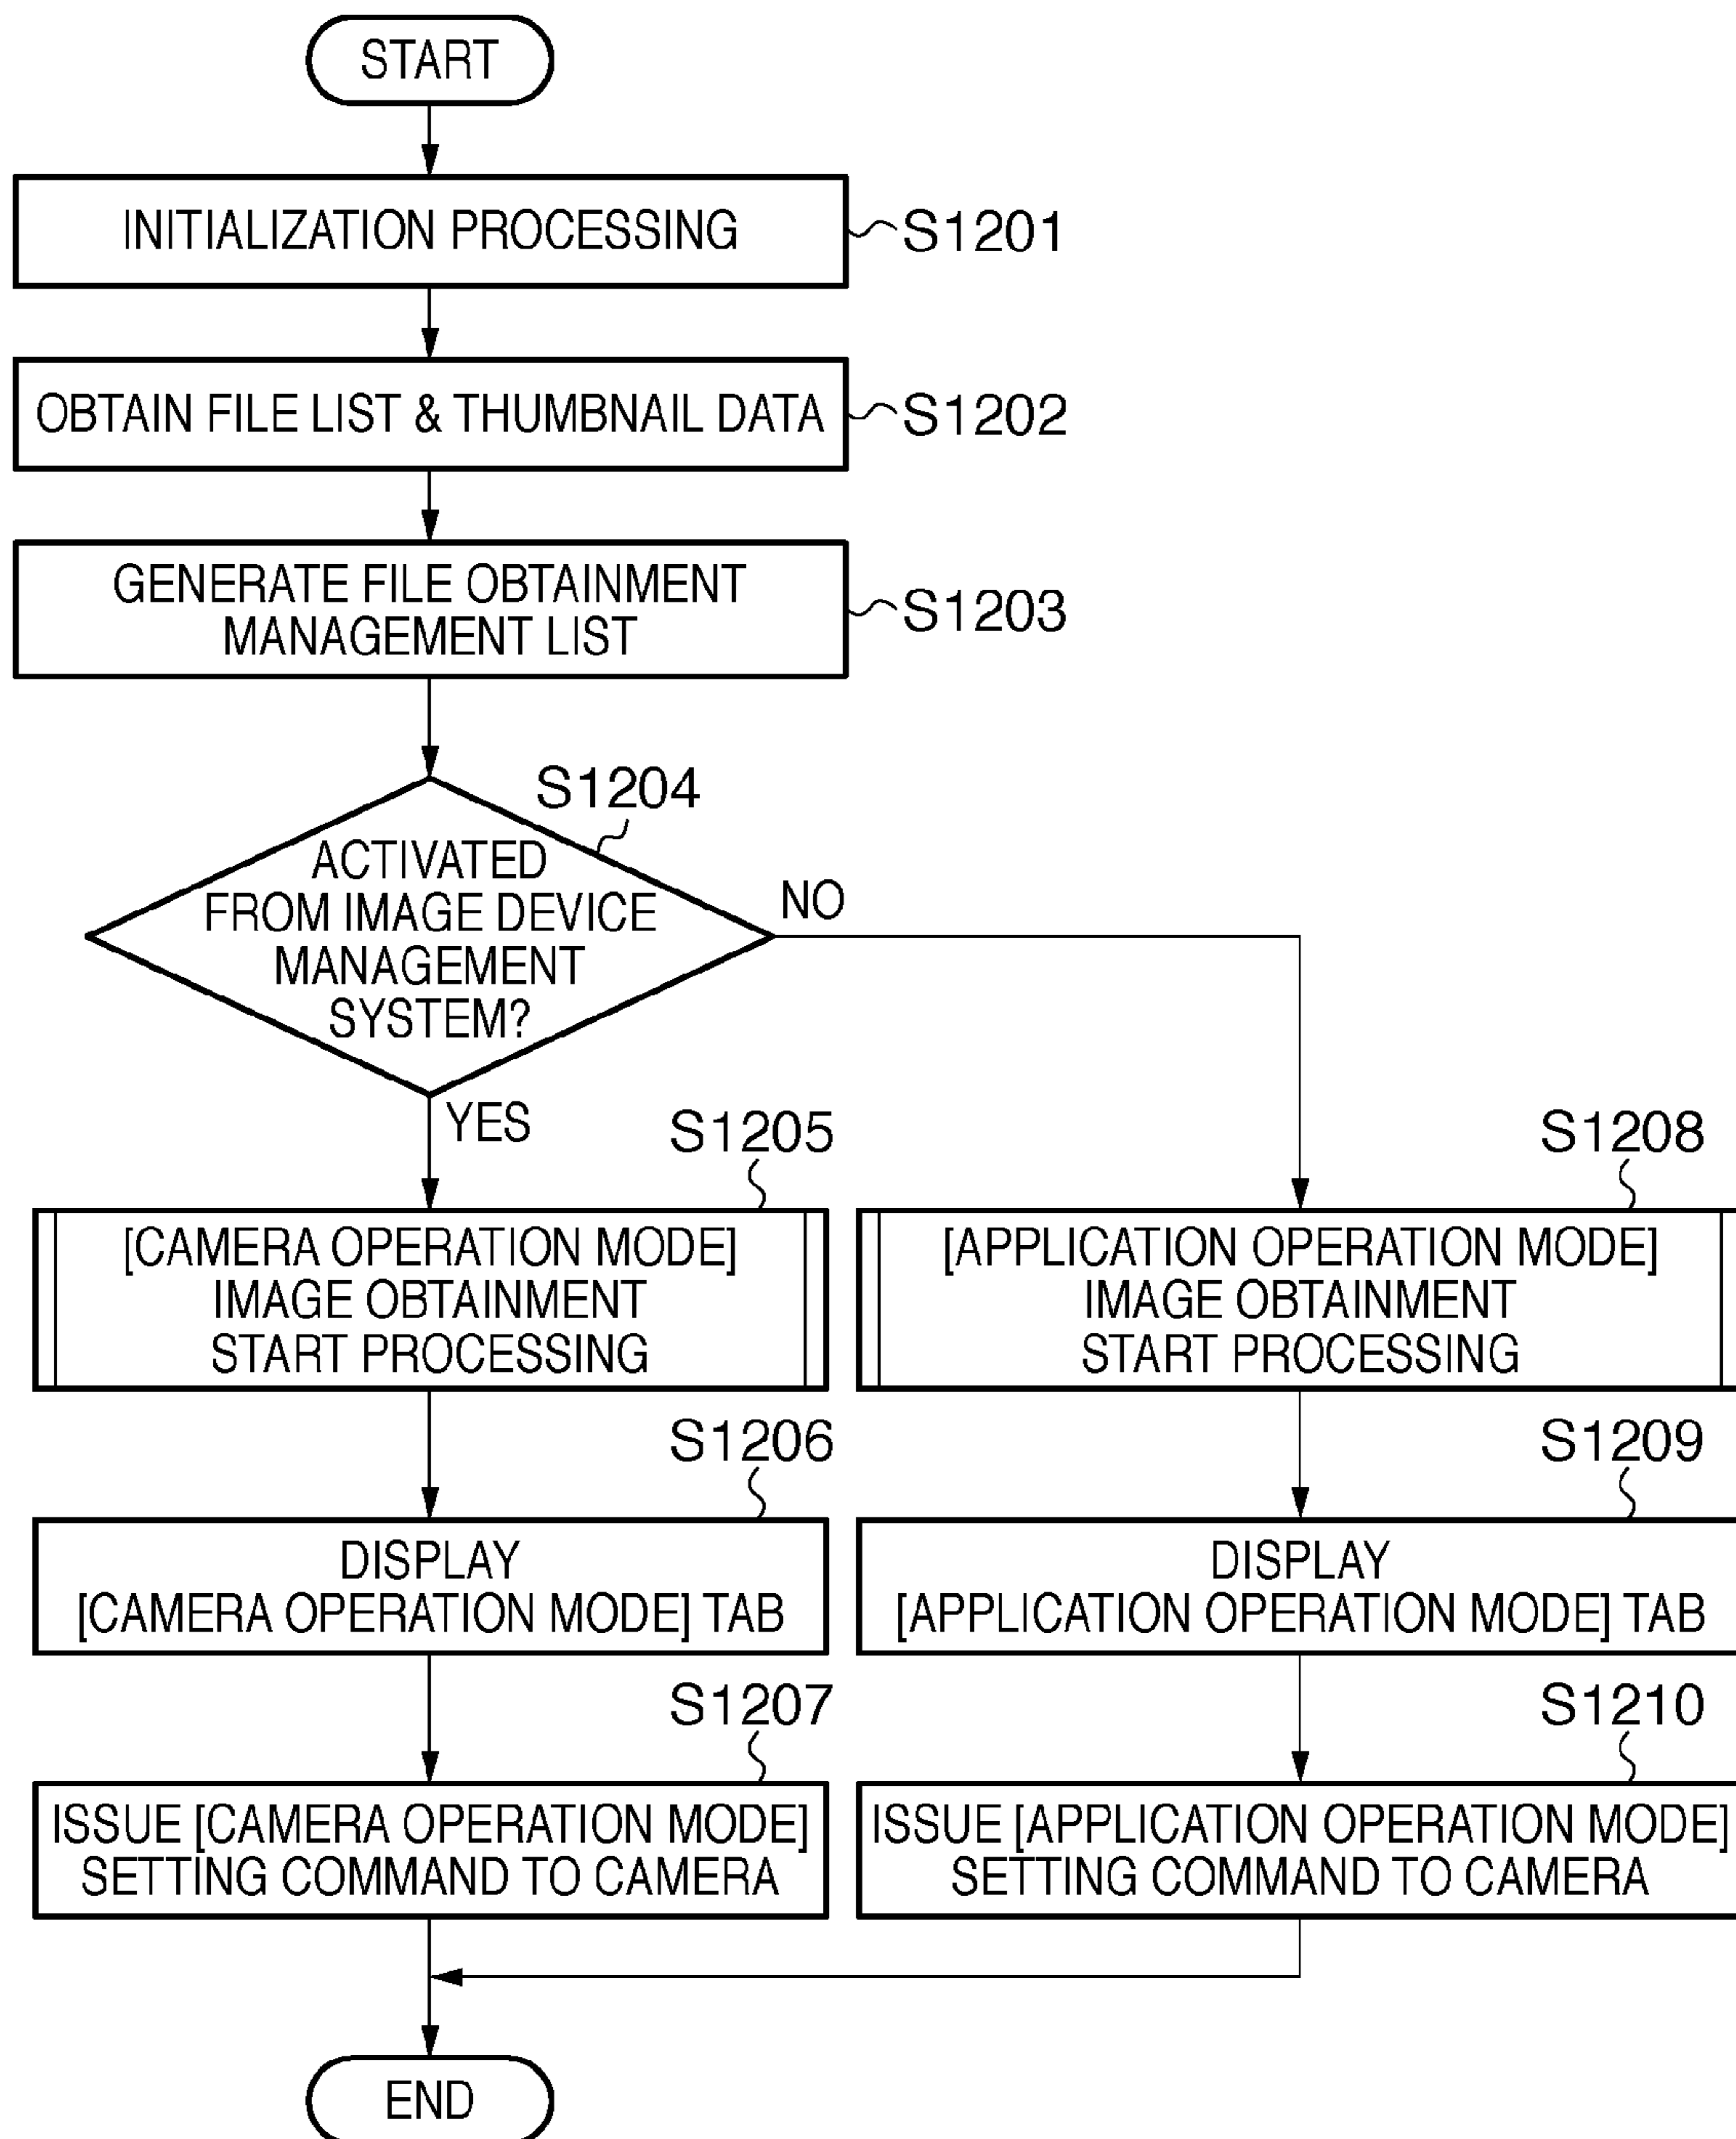 START
INITIALIZATION PROCESSING
S1201
OBTAIN FILE LIST & THUMBNAIL DATA
S1202
GENERATE FILE OBTAINMENT
MANAGEMENT LIST
S1203
S1204
ACTIVATED
FROM IMAGE DEVICE
MANAGEMENT
SYSTEM?
NO
YES
S1205
[CAMERA OPERATION MODE]
IMAGE OBTAINMENT
START PROCESSING
S1206
DISPLAY
[CAMERA OPERATION MODE] TAB
S1207
ISSUE [CAMERA OPERATION MODE]
SETTING COMMAND TO CAMERA
S1208
[APPLICATION OPERATION MODE]
IMAGE OBTAINMENT
START PROCESSING
S1209
DISPLAY
[APPLICATION OPERATION MODE] TAB
S1210
ISSUE [APPLICATION OPERATION MODE]
SETTING COMMAND TO CAMERA
END